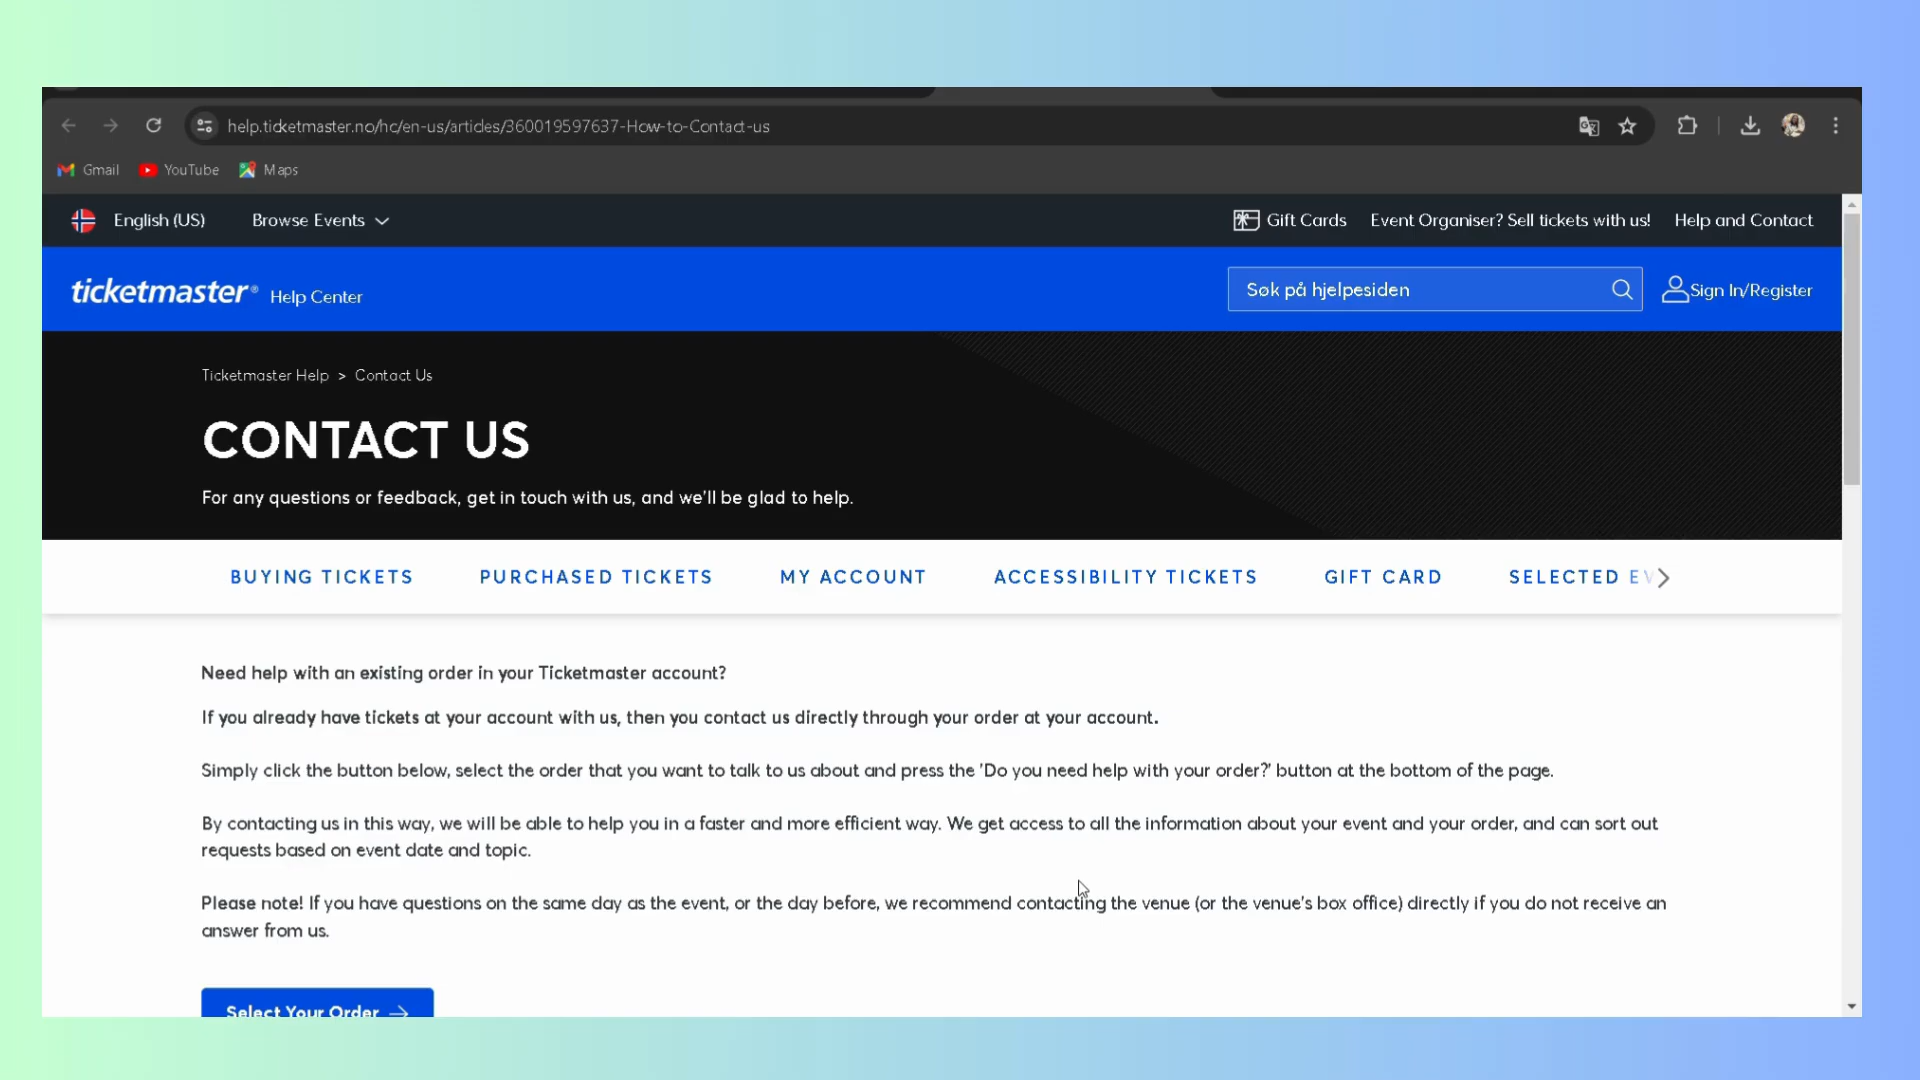 help.ticketmaster.no/hc/en-us/articles/360019597637-How-to-Contact-us
Gmail YouTube Maps
English (US) Browse Events Gift Cards Event Organiser? Sell tickets with us! Help and Contact
ticketmaster® Help Center Søk på hjelpesiden Sign In/Register
Ticketmaster Help > Contact Us
CONTACT US
For any questions or feedback, get in touch with us, and we'll be glad to help.
BUYING TICKETS PURCHASED TICKETS MY ACCOUNT ACCESSIBILITY TICKETS GIFT CARD SELECTED EV
Need help with an existing order in your Ticketmaster account?
If you already have tickets at your account with us, then you contact us directly through your order at your account.
Simply click the button below, select the order that you want to talk to us about and press the 'Do you need help with your order?' button at the bottom of the page.
By contacting us in this way, we will be able to help you in a faster and more efficient way. We get access to all the information about your event and your order, and can sort out
requests based on event date and topic.
Please note! If you have questions on the same day as the event, or the day before, we recommend contacting the venue (or the venue's box office) directly if you do not receive an
answer from us.
Select Your Order